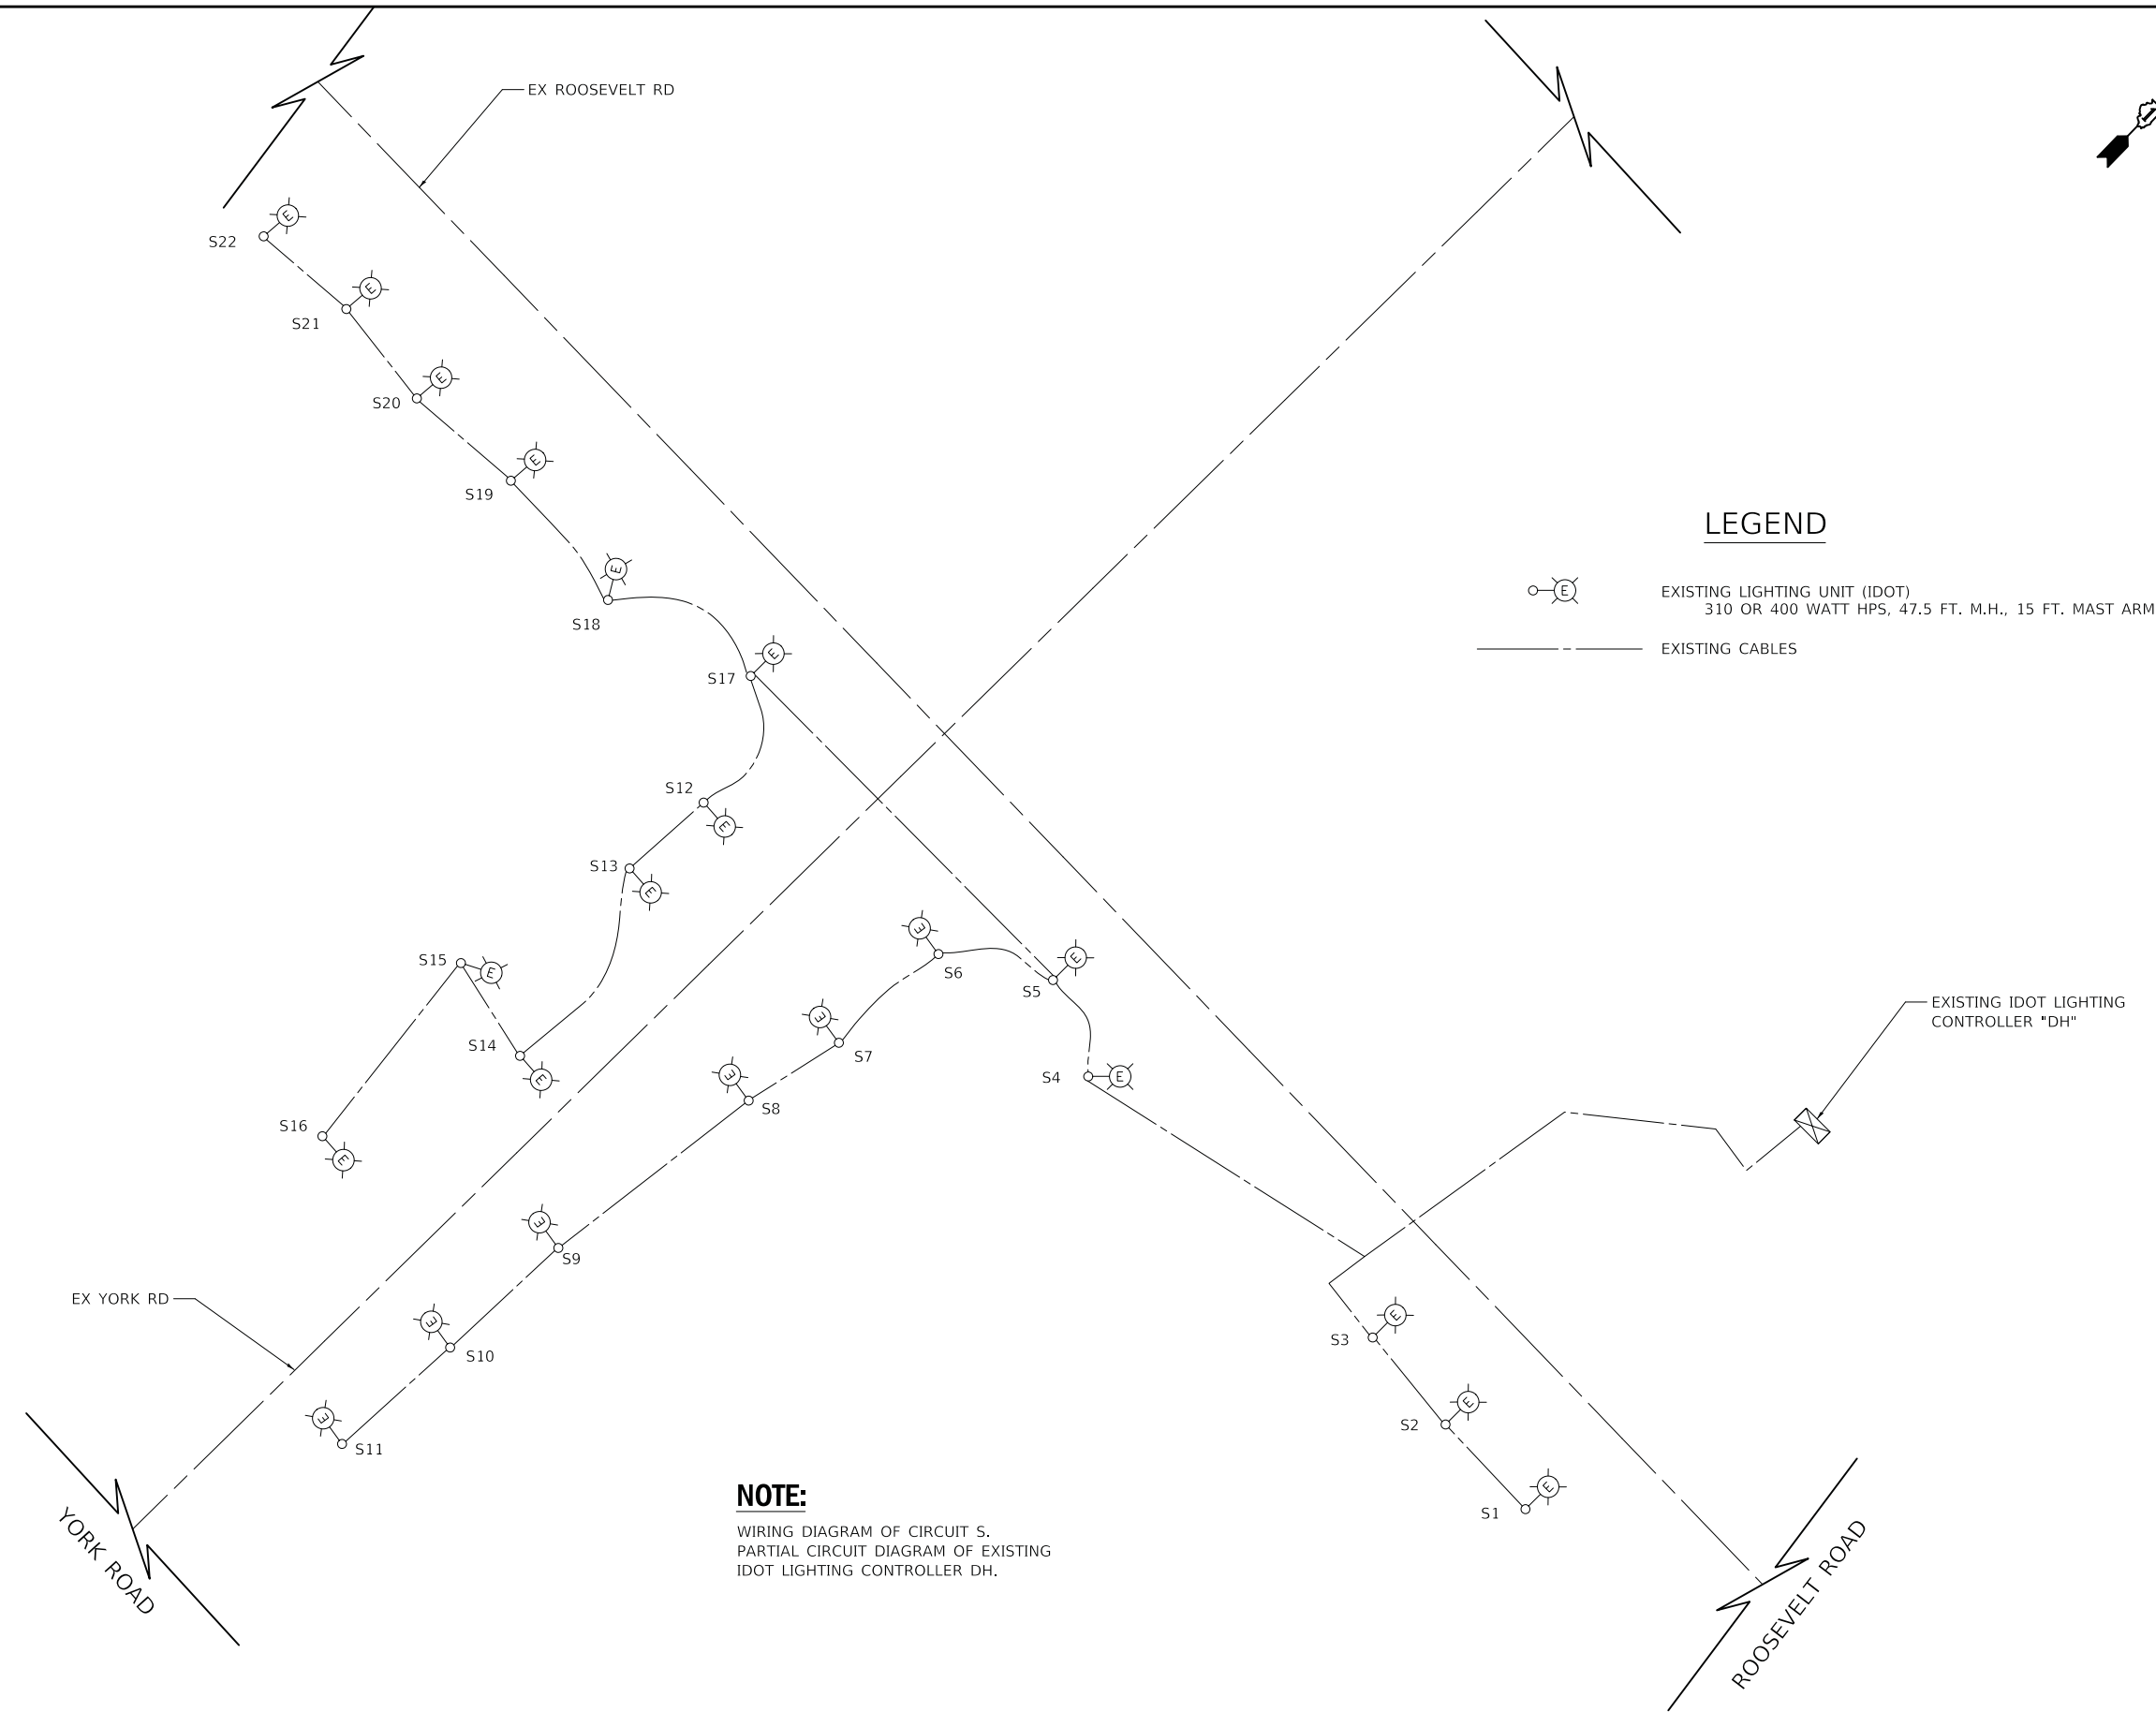 EX ROOSEVELT RD
S22
E
S21
E
S20
E
S19
E
LEGEND
S18
E
E
EXISTING LIGHTING UNIT (IDOT)
310 OR 400 WATT HPS, 47.5 FT. M.H., 15 FT. MAST ARM
EXISTING CABLES
S17
E
S12
E
S13
E
S15
E
S6
E
S5
E
EXISTING IDOT LIGHTING
CONTROLLER "DH"
S14
E
S7
E
S8
E
S4
E
S16
E
S9
E
EX YORK RD
S10
E
S3
E
S2
E
S11
E
S1
E
NOTE:
WIRING DIAGRAM OF CIRCUIT S.
PARTIAL CIRCUIT DIAGRAM OF EXISTING
IDOT LIGHTING CONTROLLER DH.
YORK ROAD
ROOSEVELT ROAD